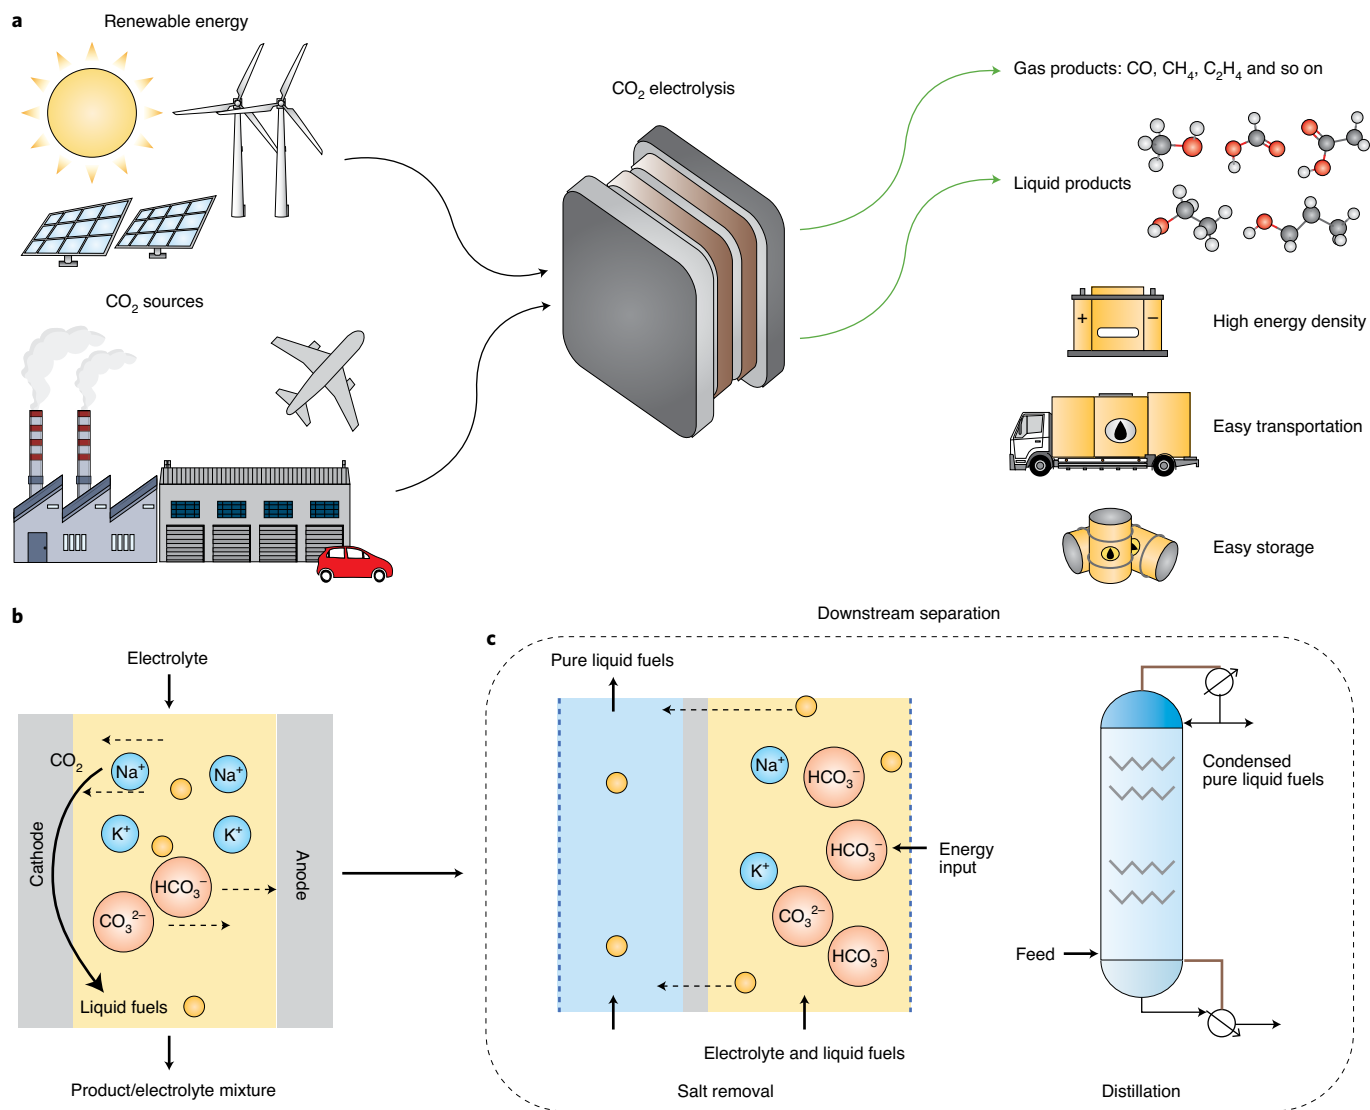 a
Renewable energy
CO₂ sources
CO₂ electrolysis
Gas products: CO, CH₄, C₂H₄ and so on
Liquid products
+
−
High energy density
Easy transportation
Easy storage
b
Electrolyte
CO₂
Na⁺
Na⁺
K⁺
K⁺
HCO₃⁻
CO₃²⁻
Cathode
Anode
Liquid fuels
Product/electrolyte mixture
Downstream separation
c
Pure liquid fuels
Na⁺
HCO₃⁻
HCO₃⁻
K⁺
CO₃²⁻
HCO₃⁻
Energy
input
Electrolyte and liquid fuels
Salt removal
Condensed
pure liquid fuels
Feed
Distillation